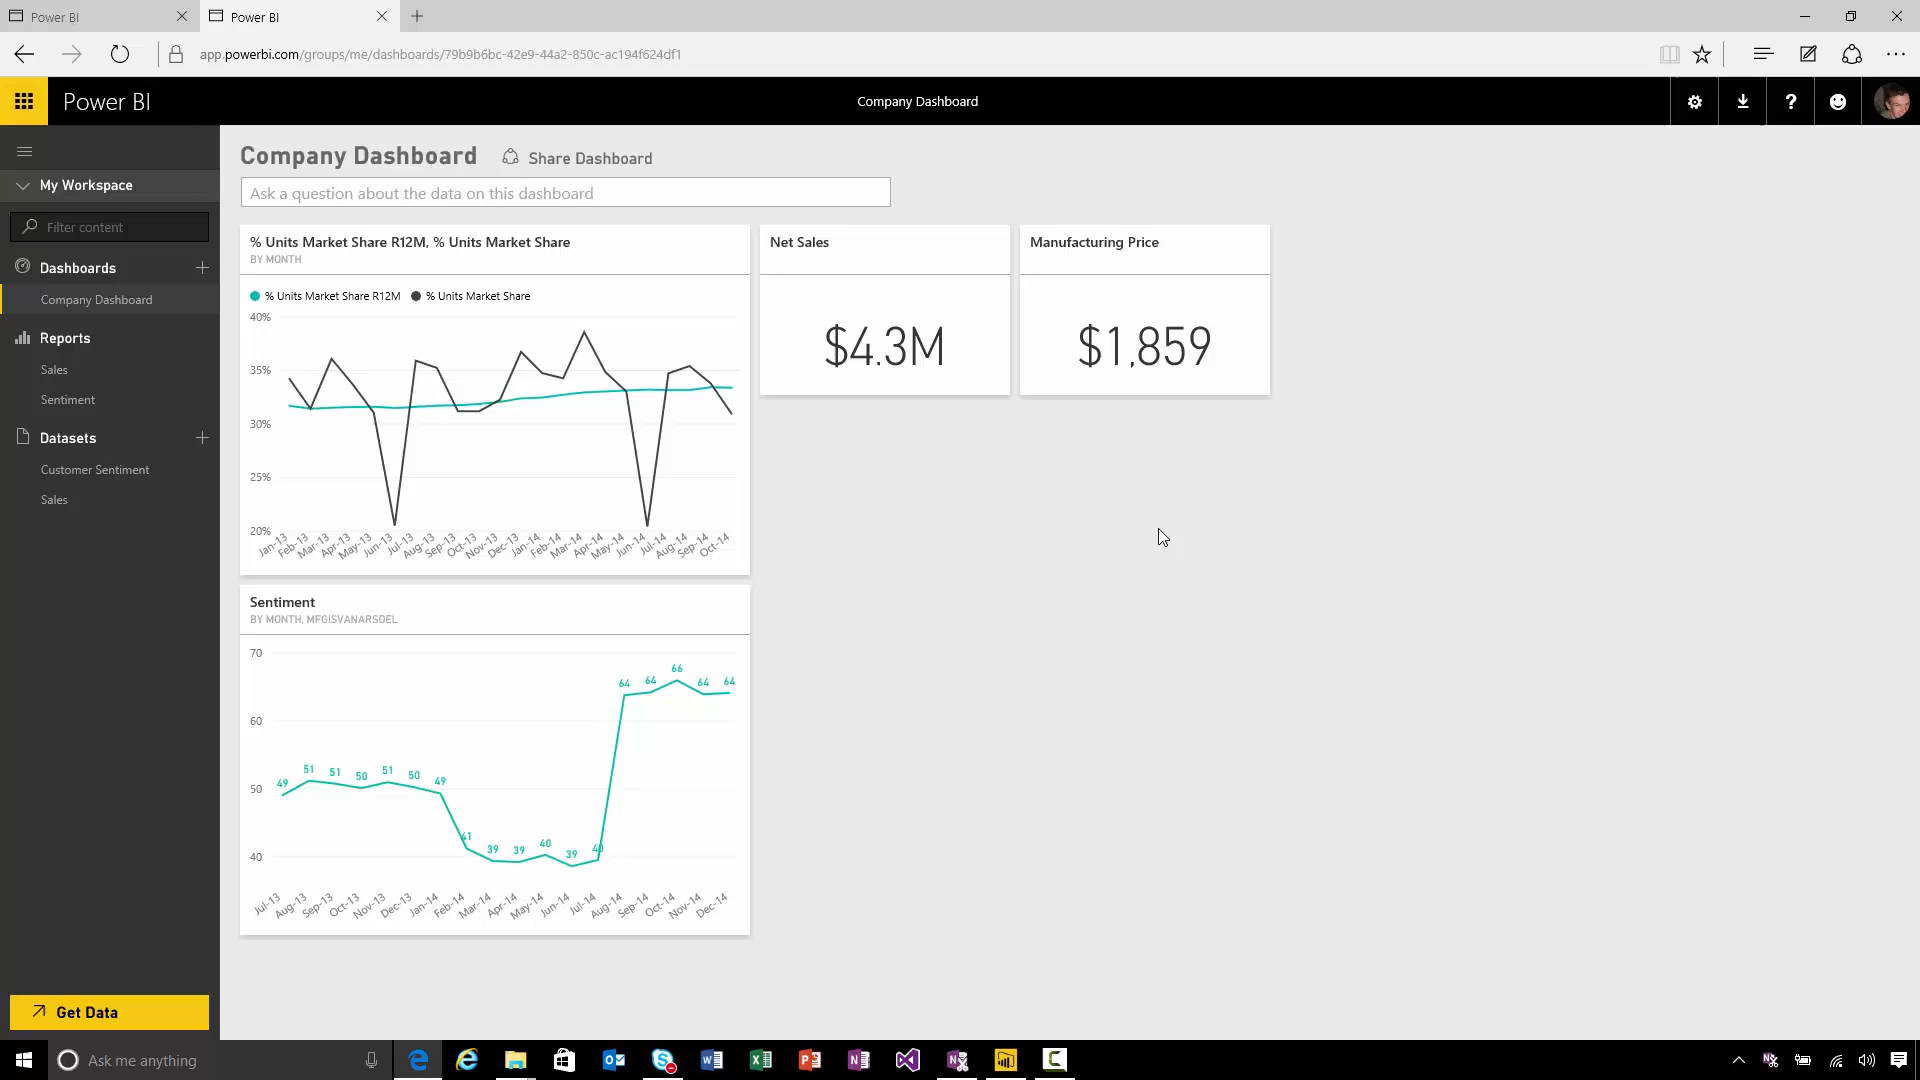 Power BI
Power BI
app.powerbi.com/groups/me/dashboards/79b9b6bc-42e9-44a2-850c-ac194f624df1
Power BI
Company Dashboard
My Workspace
Filter content
Dashboards
Company Dashboard
Reports
Sales
Sentiment
Datasets
Customer Sentiment
Sales
Get Data
Company Dashboard
Share Dashboard
Ask a question about the data on this dashboard
% Units Market Share R12M, % Units Market Share
BY MONTH
% Units Market Share R12M
% Units Market Share
40%
35%
30%
25%
20%
Jan-13 Feb-13 Mar-13 Apr-13 May-13 Jun-13 Jul-13 Aug-13 Sep-13 Oct-13 Nov-13 Dec-13 Jan-14 Feb-14 Mar-14 Apr-14 May-14 Jun-14 Jul-14 Aug-14 Sep-14 Oct-14
Net Sales
$4.3M
Manufacturing Price
$1,859
Sentiment
BY MONTH, MFGISVANARSDEL
70
60
50
40
49 51 51 50 51 50 49 41 39 39 40 39 40 64 64 66 64 64
Jul-13 Aug-13 Sep-13 Oct-13 Nov-13 Dec-13 Jan-14 Feb-14 Mar-14 Apr-14 May-14 Jun-14 Jul-14 Aug-14 Sep-14 Oct-14 Nov-14 Dec-14
Ask me anything